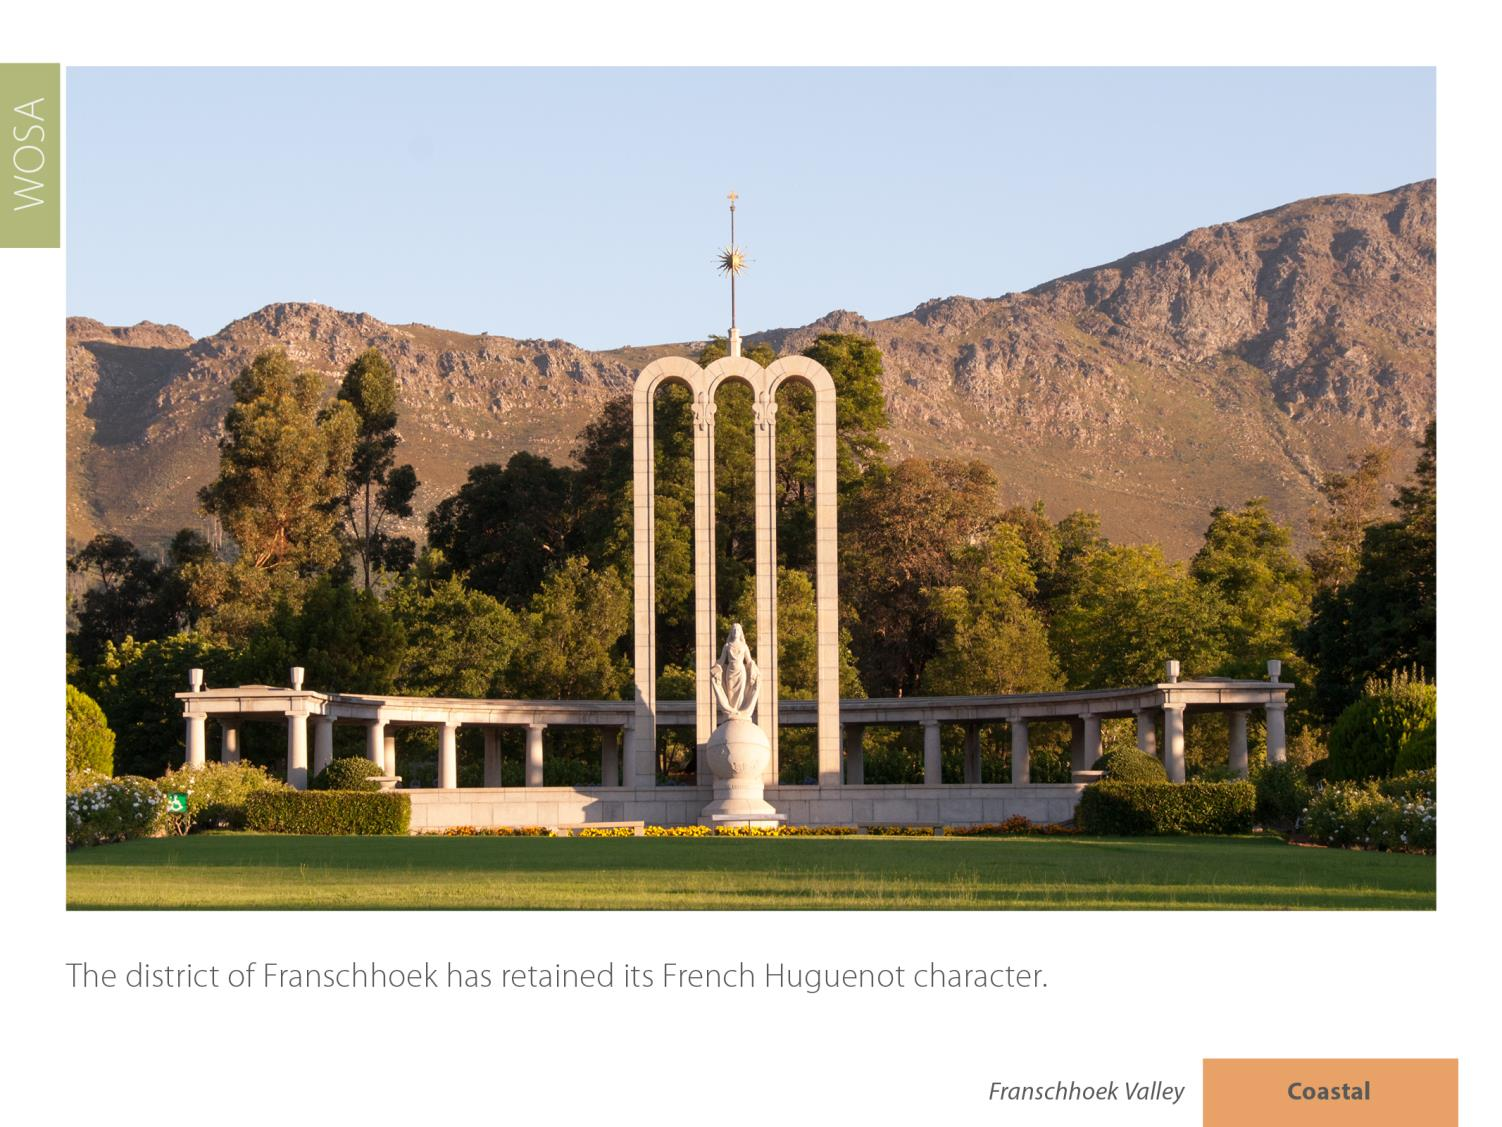 WOSA
The district of Franschhoek has retained its French Huguenot character.
Franschhoek Valley
Coastal